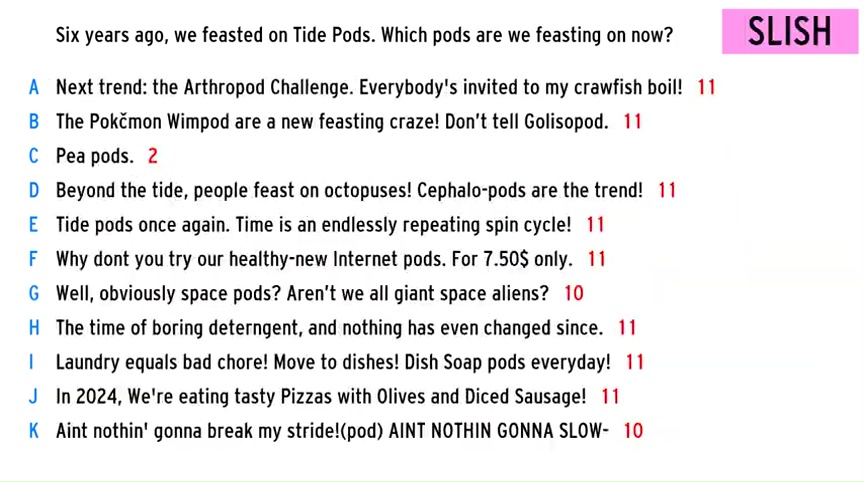 Six years ago, we feasted on Tide Pods. Which pods are we feasting on now?
SLISH
A Next trend: the Arthropod Challenge. Everybody's invited to my crawfish boil! 11
B The Pokčmon Wimpod are a new feasting craze! Don’t tell Golisopod. 11
C Pea pods. 2
D Beyond the tide, people feast on octopuses! Cephalo-pods are the trend! 11
E Tide pods once again. Time is an endlessly repeating spin cycle! 11
F Why dont you try our healthy-new Internet pods. For 7.50$ only. 11
G Well, obviously space pods? Aren’t we all giant space aliens? 10
H The time of boring deterngent, and nothing has even changed since. 11
I Laundry equals bad chore! Move to dishes! Dish Soap pods everyday! 11
J In 2024, We're eating tasty Pizzas with Olives and Diced Sausage! 11
K Aint nothin' gonna break my stride!(pod) AINT NOTHIN GONNA SLOW- 10